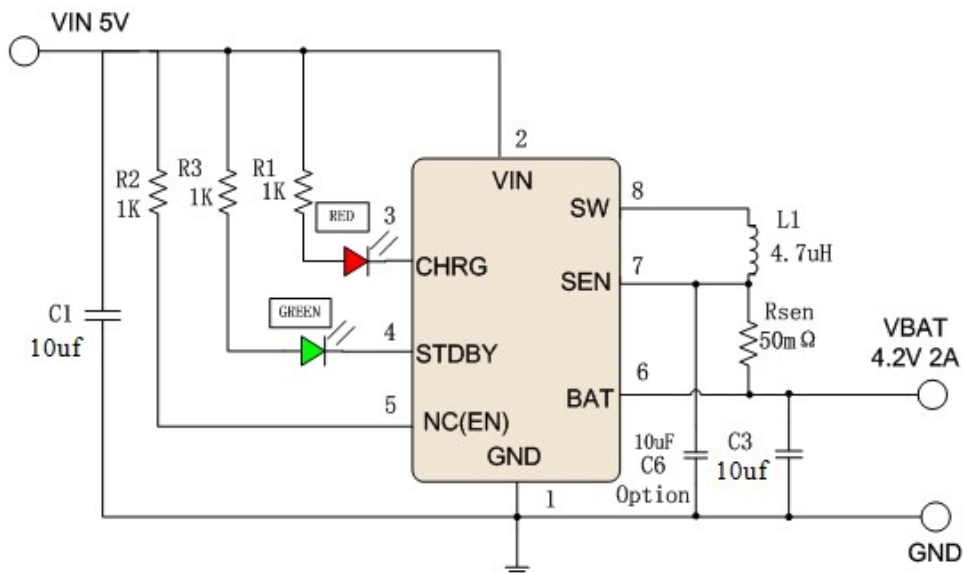 VIN 5V
2
R2
1K
R3
1K
R1
1K
RED
3
VIN
SW
8
L1
4.7uH
CHRG
SEN
7
C1
10uf
GREEN
4
STDBY
Rsen
50mΩ
VBAT
4.2V 2A
BAT
6
5
NC(EN)
GND
1
10uF
C6
Option
C3
10uf
GND